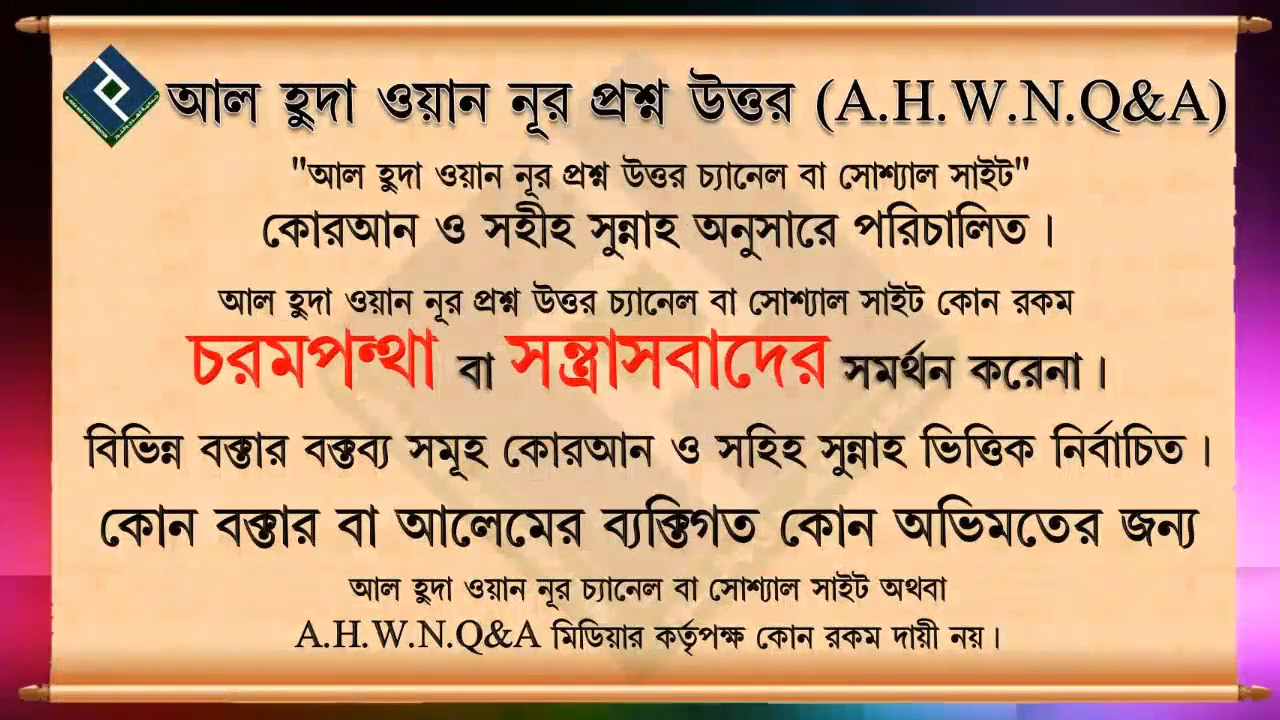 আল হুদা ওয়ান নূর প্রশ্ন উত্তর (A.H.W.N.Q&A)
"আল হুদা ওয়ান নূর প্রশ্ন উত্তর চ্যানেল বা সোশ্যাল সাইট"
কোরআন ও সহীহ সুন্নাহ অনুসারে পরিচালিত ।
আল হুদা ওয়ান নূর প্রশ্ন উত্তর চ্যানেল বা সোশ্যাল সাইট কোন রকম
চরমপন্থা বা সন্ত্রাসবাদের সমর্থন করেনা ।
বিভিন্ন বক্তার বক্তব্য সমূহ কোরআন ও সহিহ সুন্নাহ ভিত্তিক নির্বাচিত ।
কোন বক্তার বা আলেমের ব্যক্তিগত কোন অভিমতের জন্য
আল হুদা ওয়ান নূর চ্যানেল বা সোশ্যাল সাইট অথবা
A.H.W.N.Q&A মিডিয়ার কর্তৃপক্ষ কোন রকম দায়ী নয় ।